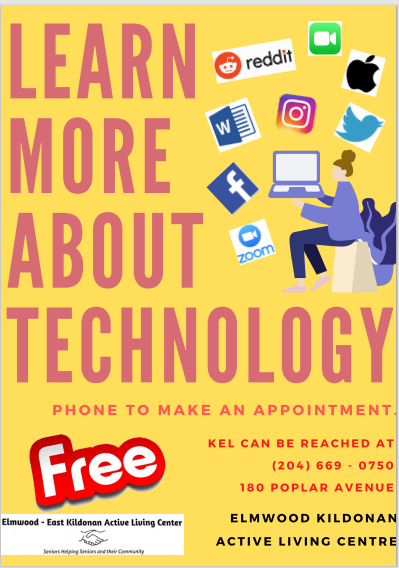 LEARN
MORE
ABOUT
TECHNOLOGY
reddit
W
f
zoom
PHONE TO MAKE AN APPOINTMENT.
Free
KEL CAN BE REACHED AT
(204) 669 - 0750
180 POPLAR AVENUE
Elmwood - East Kildonan Active Living Center
Seniors Helping Seniors and their Community
ELMWOOD KILDONAN
ACTIVE LIVING CENTRE